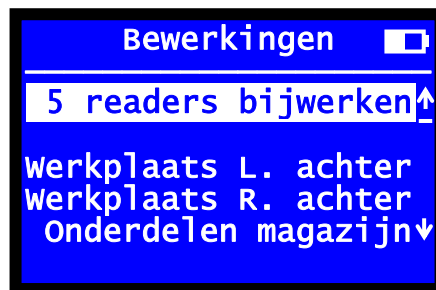 Bewerkingen
5 readers bijwerken
Werkplaats L. achter
Werkplaats R. achter
Onderdelen magazijn